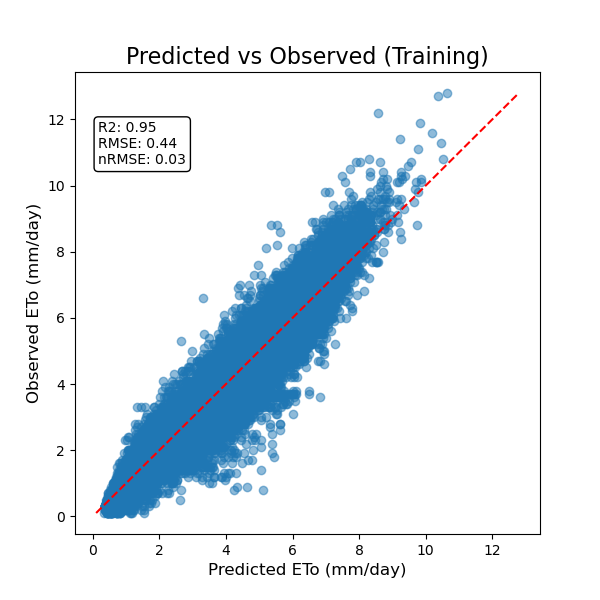 Predicted vs Observed (Training)
R2: 0.95
RMSE: 0.44
nRMSE: 0.03
Observed ETo (mm/day)
12
10
8
6
4
2
0
0 2 4 6 8 10 12
Predicted ETo (mm/day)